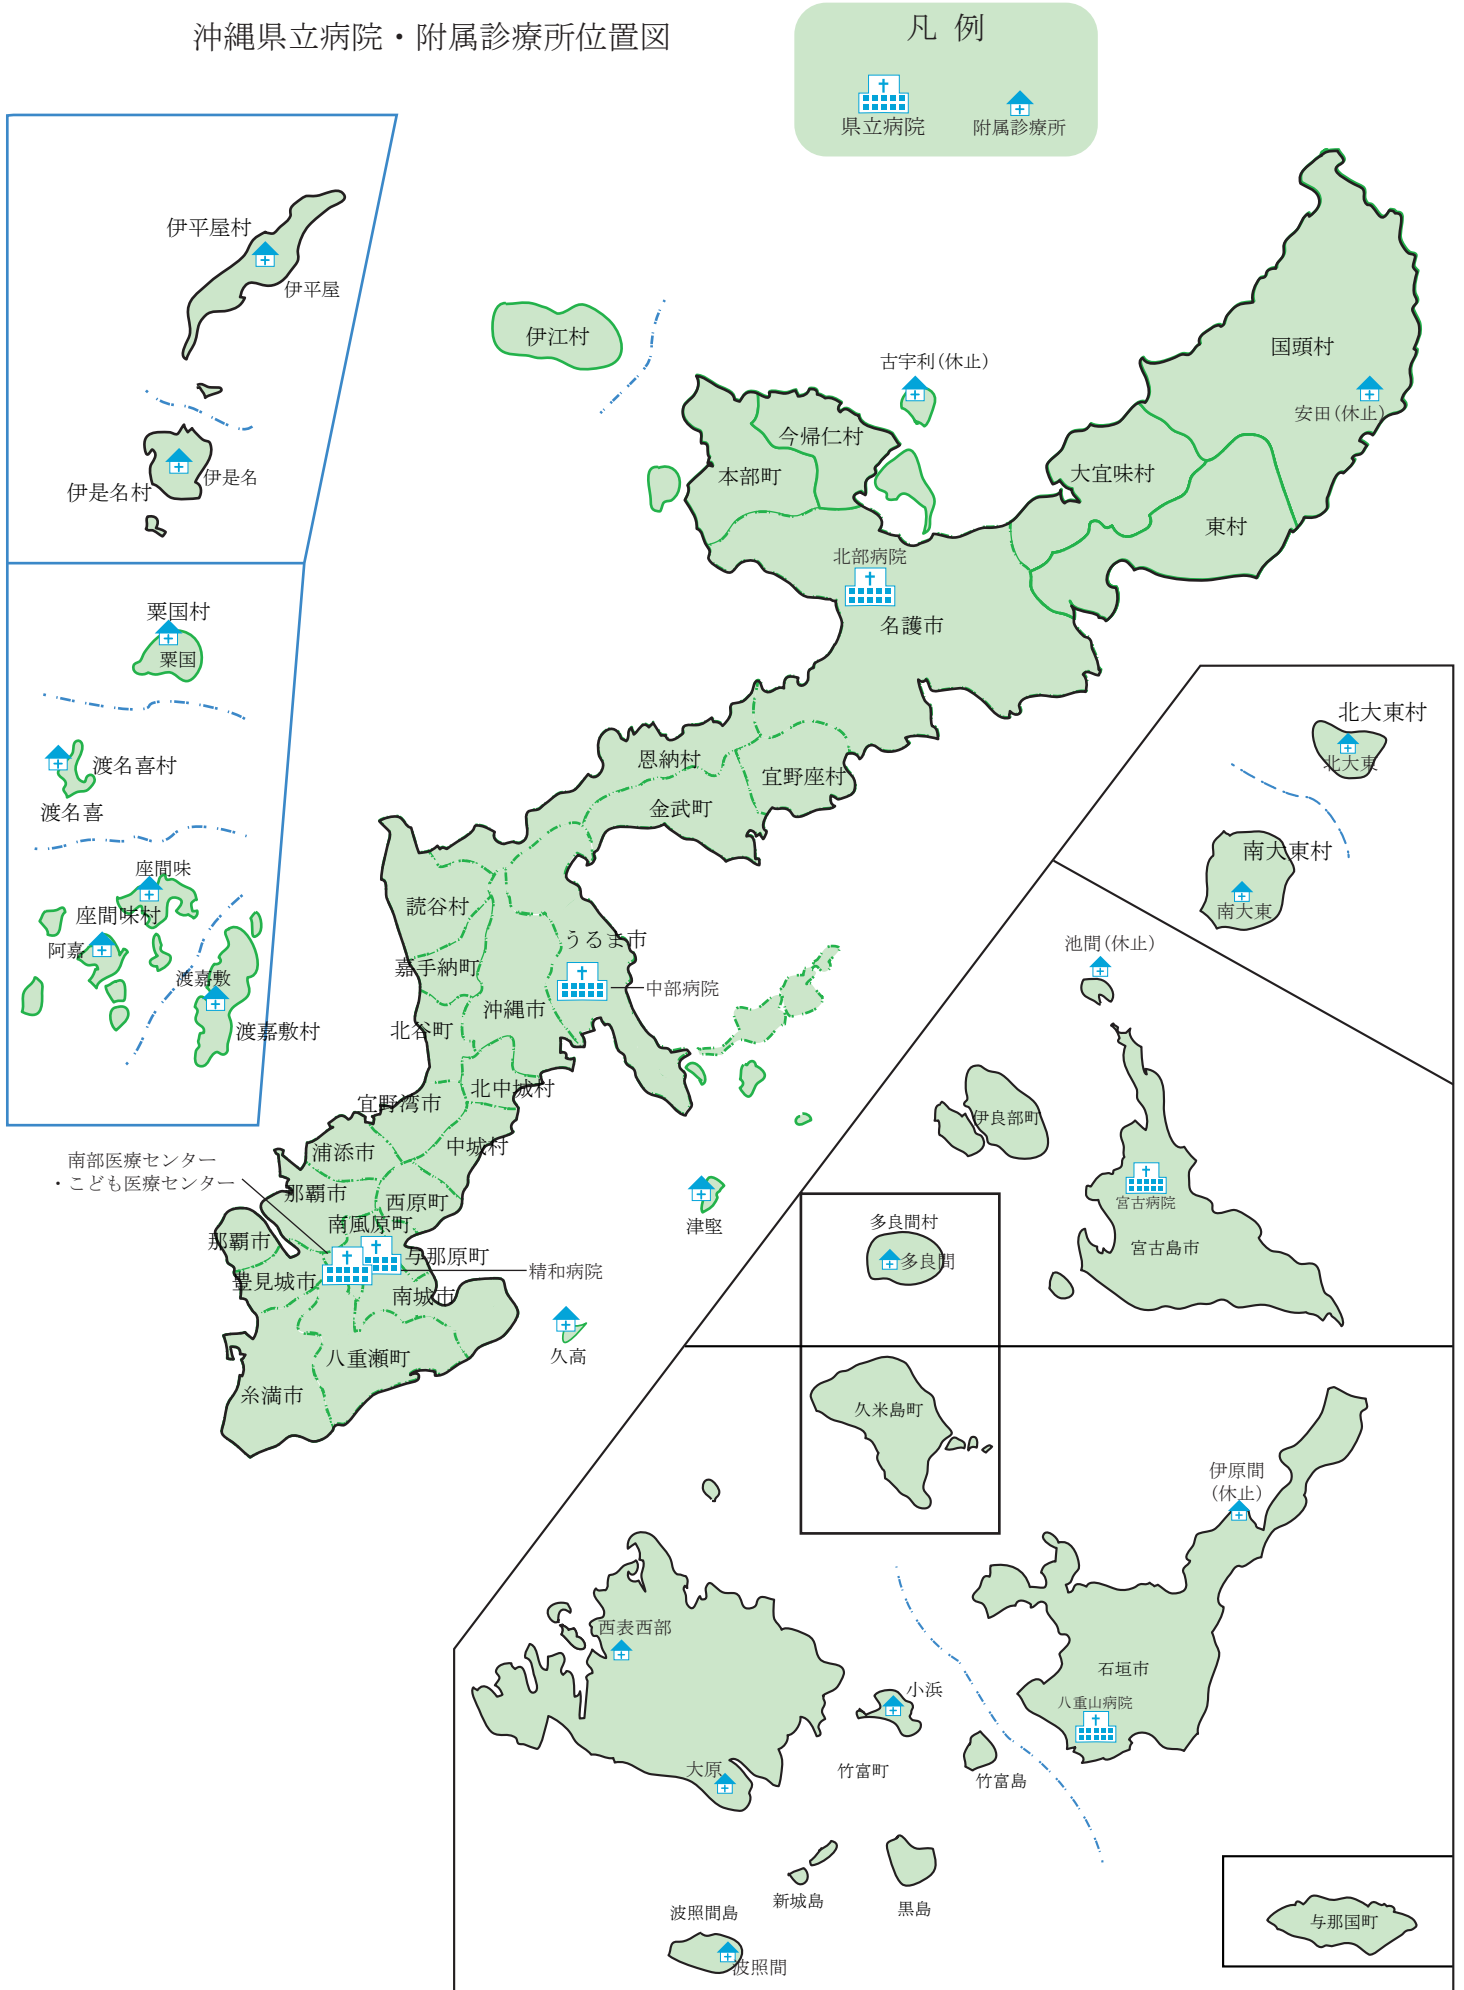 沖縄県立病院・附属診療所位置図
凡 例
県立病院
附属診療所
伊平屋村
伊平屋
伊是名
伊是名村
粟国村
粟国
渡名喜村
渡名喜
座間味
座間味村
阿嘉
渡嘉敷
渡嘉敷村
伊江村
古宇利(休止)
国頭村
安田(休止)
今帰仁村
本部町
大宜味村
東村
北部病院
名護市
恩納村
宜野座村
金武町
読谷村
うるま市
嘉手納町
中部病院
沖縄市
北谷町
北中城村
宜野湾市
中城村
浦添市
南部医療センター
・こども医療センター
那覇市
西原町
南風原町
那覇市
与那原町
精和病院
豊見城市
南城市
八重瀬町
糸満市
津堅
久高
北大東村
北大東
南大東村
南大東
池間(休止)
伊良部町
宮古病院
宮古島市
多良間村
多良間
久米島町
伊原間
(休止)
西表西部
石垣市
八重山病院
小浜
大原
竹富町
竹富島
新城島
黒島
波照間島
波照間
与那国町